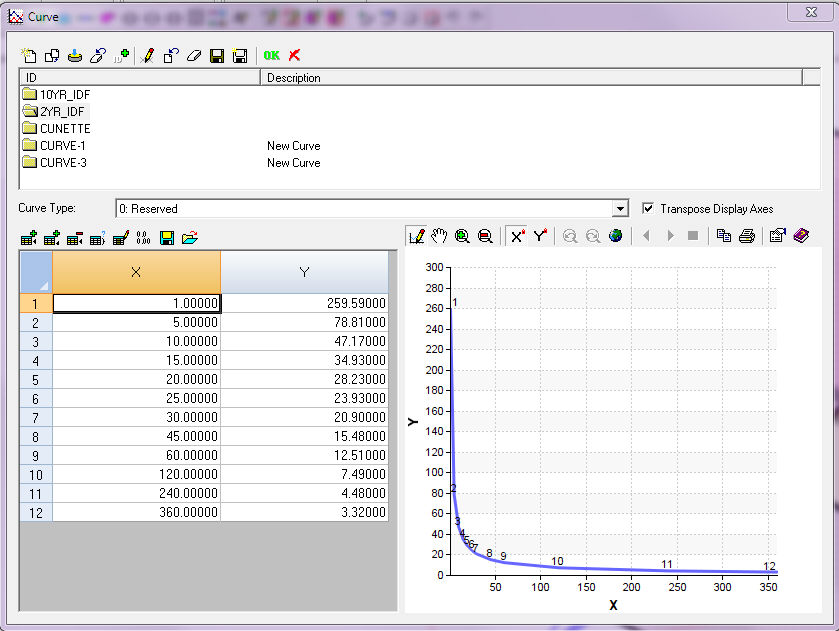 Curve
OK
ID Description
10YR_IDF
2YR_IDF
CUNETTE
CURVE-1 New Curve
CURVE-3 New Curve
Curve Type: 0: Reserved Transpose Display Axes
X Y
1 1.00000 259.59000
2 5.00000 78.81000
3 10.00000 47.17000
4 15.00000 34.93000
5 20.00000 28.23000
6 25.00000 23.93000
7 30.00000 20.90000
8 45.00000 15.48000
9 60.00000 12.51000
10 120.00000 7.49000
11 240.00000 4.48000
12 360.00000 3.32000
X Y
300
280
260 1
240
220
200
180
160
Y
140
120
100
80 2
60
40 3 4 5 6 7
20 8 9 10 11 12
0
50 100 150 200 250 300 350
X